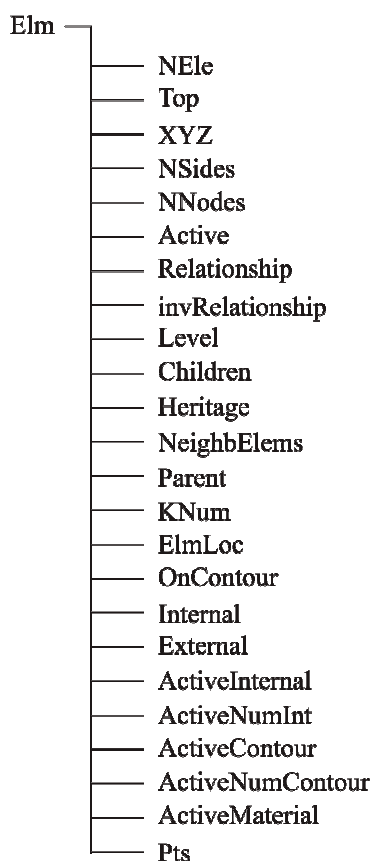 Elm
NEle
Top
XYZ
NSides
NNodes
Active
Relationship
invRelationship
Level
Children
Heritage
NeighbElems
Parent
KNum
ElmLoc
OnContour
Internal
External
ActiveInternal
ActiveNumInt
ActiveContour
ActiveNumContour
ActiveMaterial
Pts